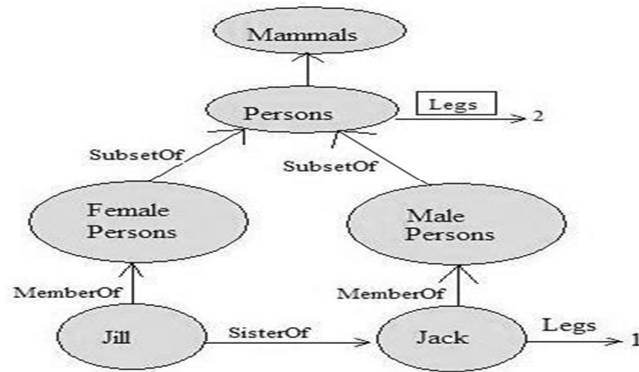 Mammals
Persons
Legs
2
SubsetOf
SubsetOf
Female
Persons
Male
Persons
MemberOf
MemberOf
Jill
SisterOf
Jack
Legs
1